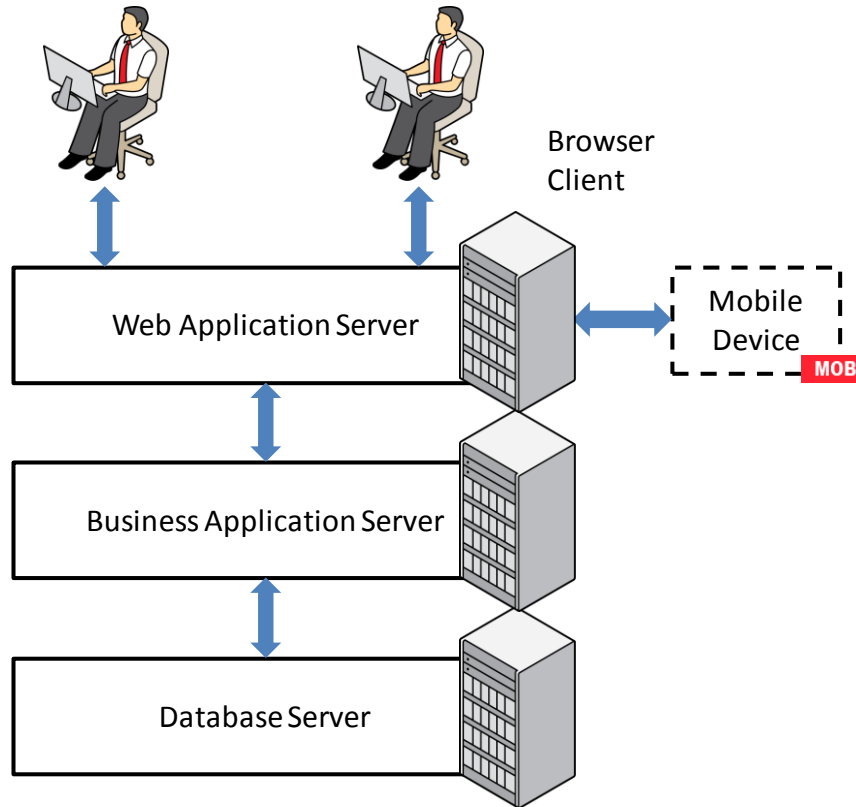 Browser
Client
Web Application Server
Mobile
Device
MOB
Business Application Server
Database Server